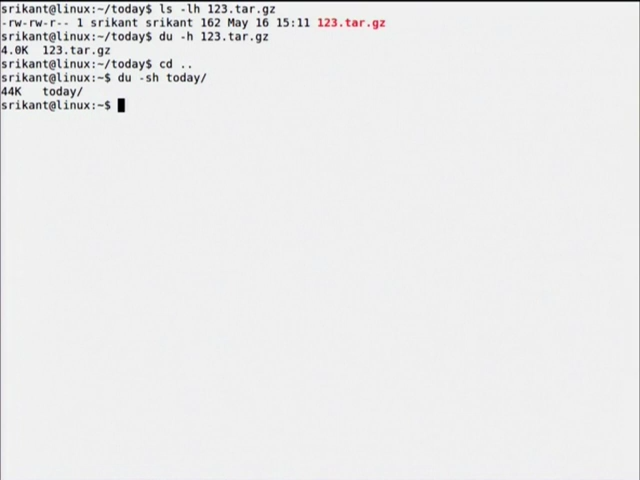 srikant@linux:~/today$ ls -lh 123.tar.gz
-rw-rw-r-- 1 srikant srikant 162 May 16 15:11 123.tar.gz
srikant@linux:~/today$ du -h 123.tar.gz
4.0K 123.tar.gz
srikant@linux:~/today$ cd ..
srikant@linux:~$ du -sh today/
44K today/
srikant@linux:~$